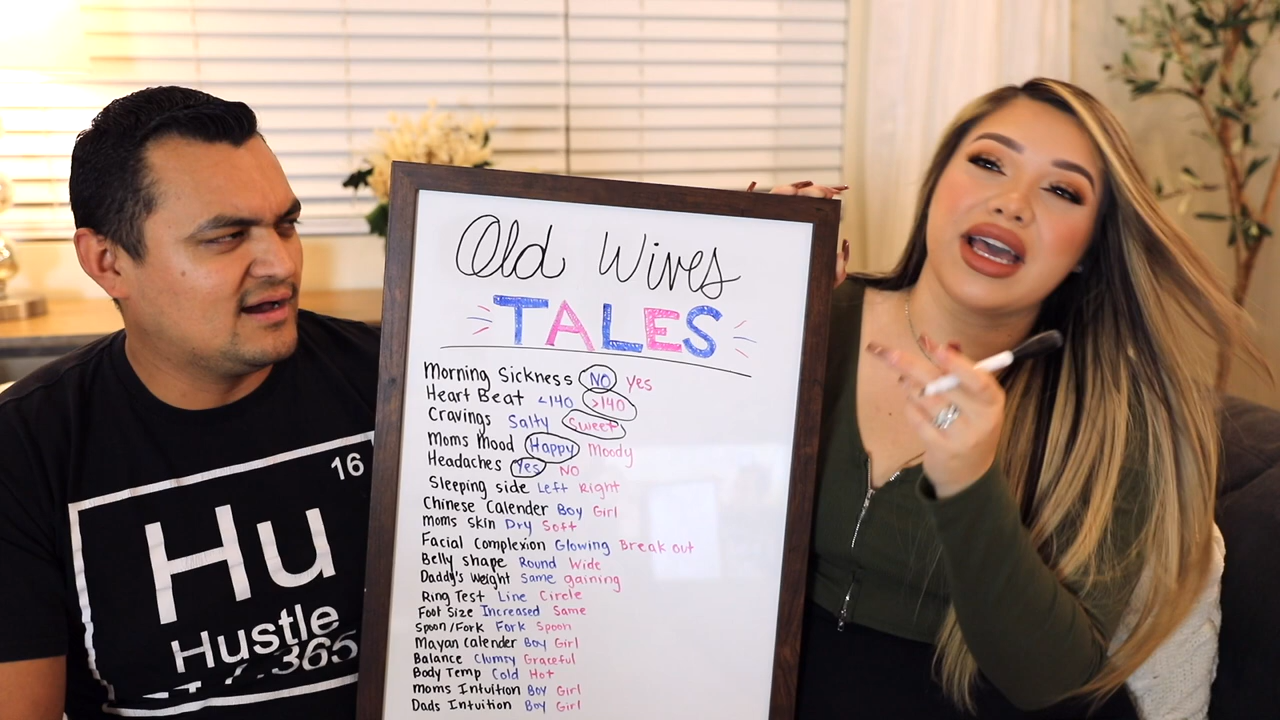 16
Hu
Hustle
365
Old Wives
TALES
Morning Sickness NO Yes
Heart Beat <140 >140
Cravings Salty Sweet
Moms Mood Happy Moody
Headaches Yes NO
Sleeping side Left Right
Chinese Calender Boy Girl
Moms Skin Dry Soft
Facial Complexion Glowing Break out
Belly shape Round Wide
Daddy's weight Same gaining
Ring Test Line Circle
Foot Size Increased Same
Spoon/Fork Fork Spoon
Mayan calender Boy Girl
Balance Clumsy Graceful
Body Temp Cold Hot
Moms Intuition Boy Girl
Dads Intuition Boy Girl